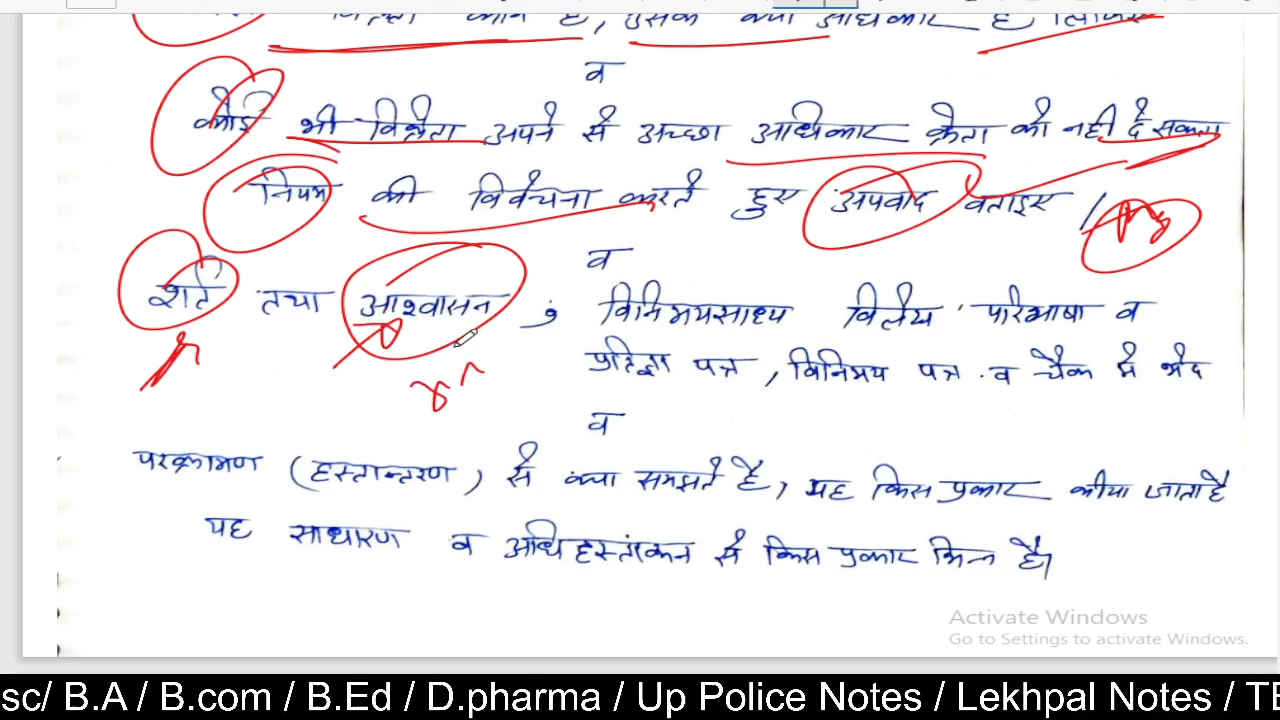 विक्रेता कौन है, उसके क्या अधिकार है
व
कोई भी विक्रेता अपने से अच्छा अधिकार क्रेता को नही दे सकता
नियम की विवेचना करते हुए अपवाद बताइए /
व
शर्त तथा आश्वासन ; विनिमयसाध्य विलेख परिभाषा व
प्रतिज्ञा पत्र, विनिमय पत्र व चैक मे भेद
व
परक्रामण (हस्तान्तरण) से क्या समझते है, यह किस प्रकार कीया जाता है
यह साधारण व अधिहस्तांकन से किस प्रकार भिन्न है।
Activate Windows
Go to Settings to activate Windows.
sc/ B.A / B.com / B.Ed / D.pharma / Up Police Notes / Lekhpal Notes / TE